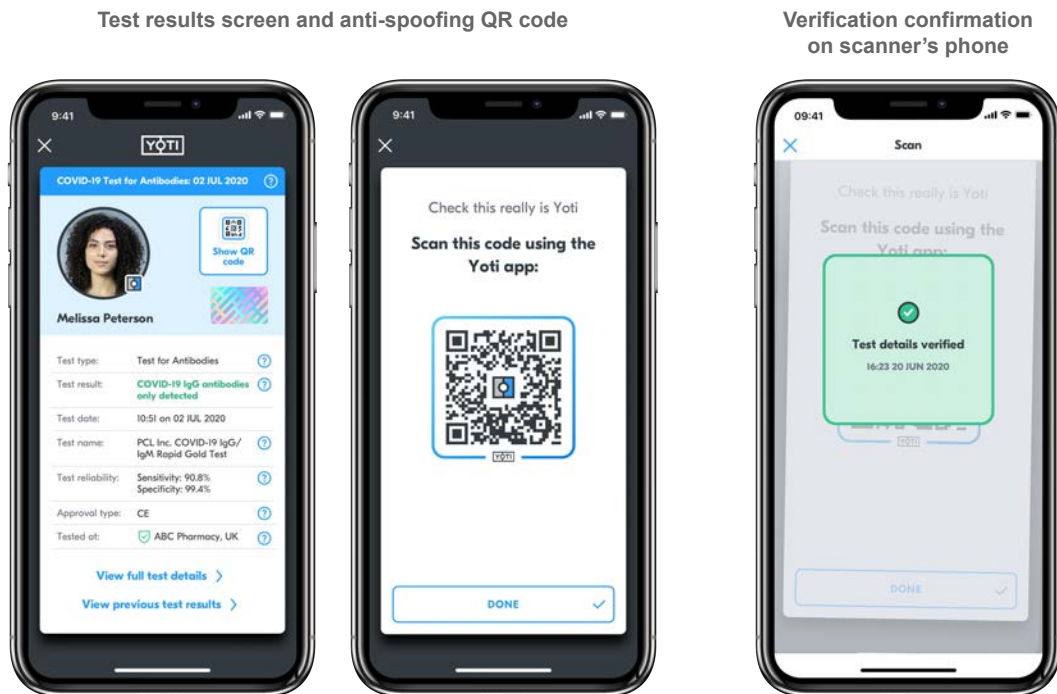 Test results screen and anti-spoofing QR code
Verification confirmation
on scanner's phone
9:41
YOTI
COVID-19 Test for Antibodies: 02 JUL 2020 ?
Show QR
code
Melissa Peterson
Test type: Test for Antibodies ?
Test result: COVID-19 IgG antibodies ?
only detected
Test date: 10:51 on 02 JUL 2020
Test name: PCL Inc. COVID-19 IgG/ ?
IgM Rapid Gold Test
Test reliability: Sensitivity: 90.8% ?
Specificity: 99.4%
Approval type: CE ?
Tested at: ABC Pharmacy, UK ?
View full test details >
View previous test results >
9:41
Check this really is Yoti
Scan this code using the
Yoti app:
YOTI
DONE
09:41
Scan
Check this really is Yoti
Scan this code using the
Yoti app:
Test details verified
16:23 20 JUN 2020
YOTI
DONE